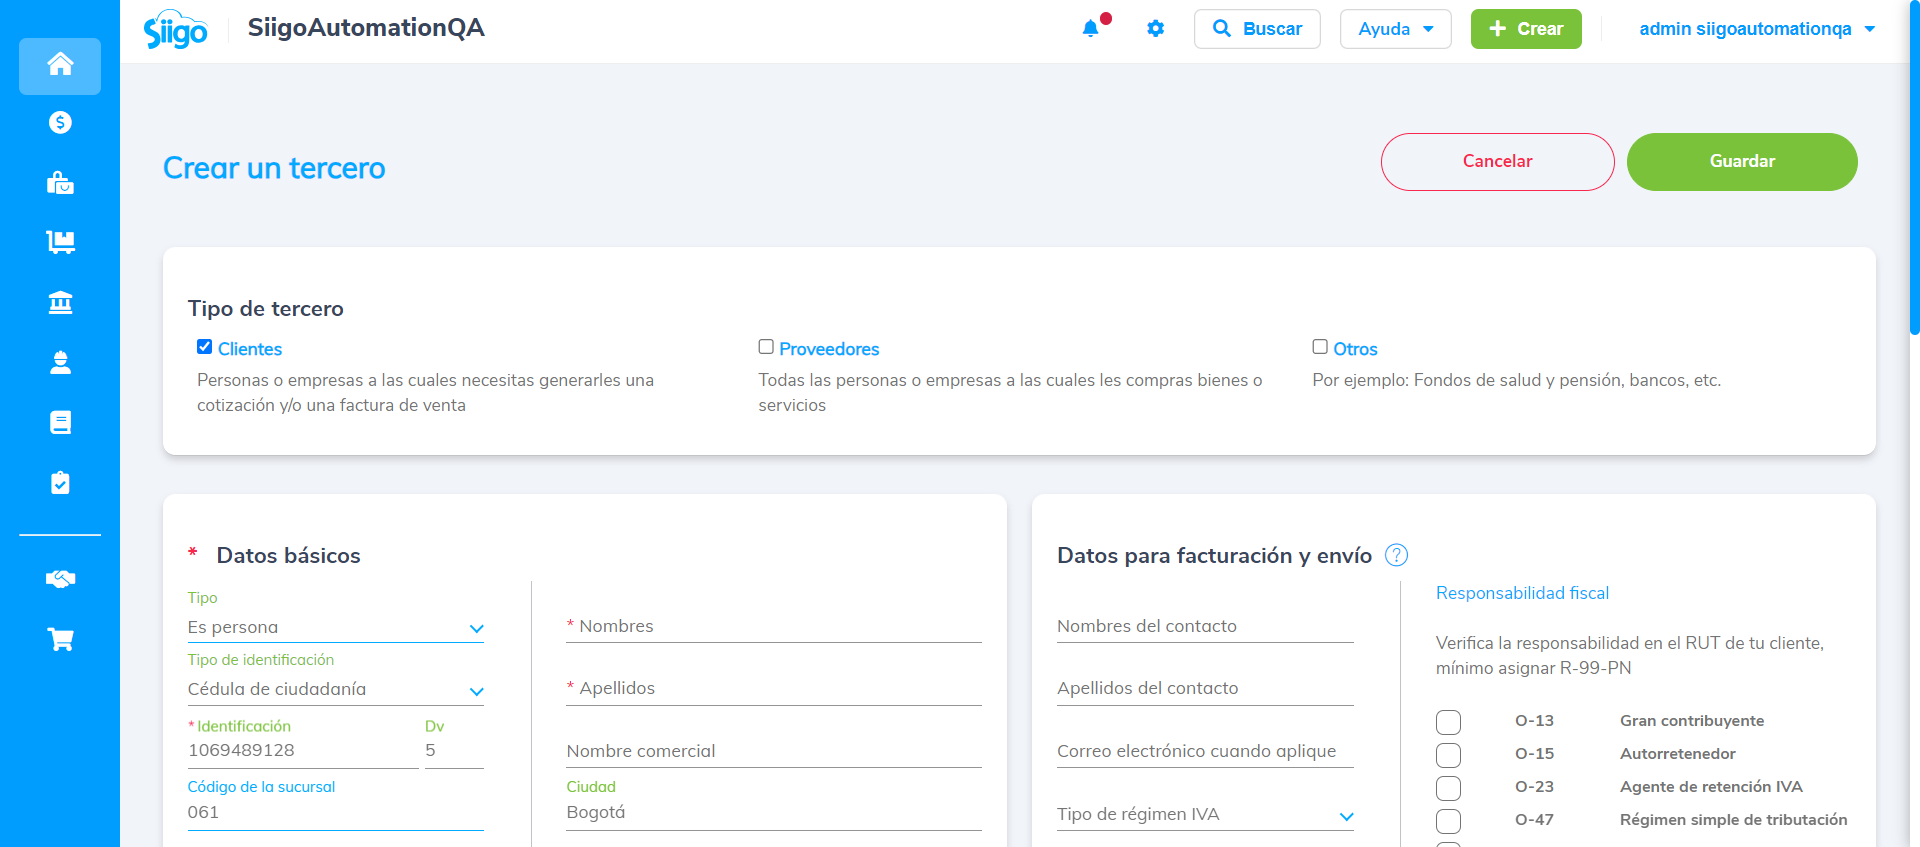 Siigo
SiigoAutomationQA
Buscar
Ayuda
Crear
admin siigoautomationqa
Crear un tercero
Cancelar
Guardar
Tipo de tercero
Clientes
Personas o empresas a las cuales necesitas generarles una
cotización y/o una factura de venta
Proveedores
Todas las personas o empresas a las cuales les compras bienes o
servicios
Otros
Por ejemplo: Fondos de salud y pensión, bancos, etc.
* Datos básicos
Tipo
Es persona
Tipo de identificación
Cédula de ciudadanía
* Identificación
1069489128
Dv
5
Código de la sucursal
061
* Nombres
* Apellidos
Nombre comercial
Ciudad
Bogotá
Datos para facturación y envío ?
Nombres del contacto
Apellidos del contacto
Correo electrónico cuando aplique
Tipo de régimen IVA
Responsabilidad fiscal
Verifica la responsabilidad en el RUT de tu cliente,
mínimo asignar R-99-PN
O-13 Gran contribuyente
O-15 Autorretenedor
O-23 Agente de retención IVA
O-47 Régimen simple de tributación